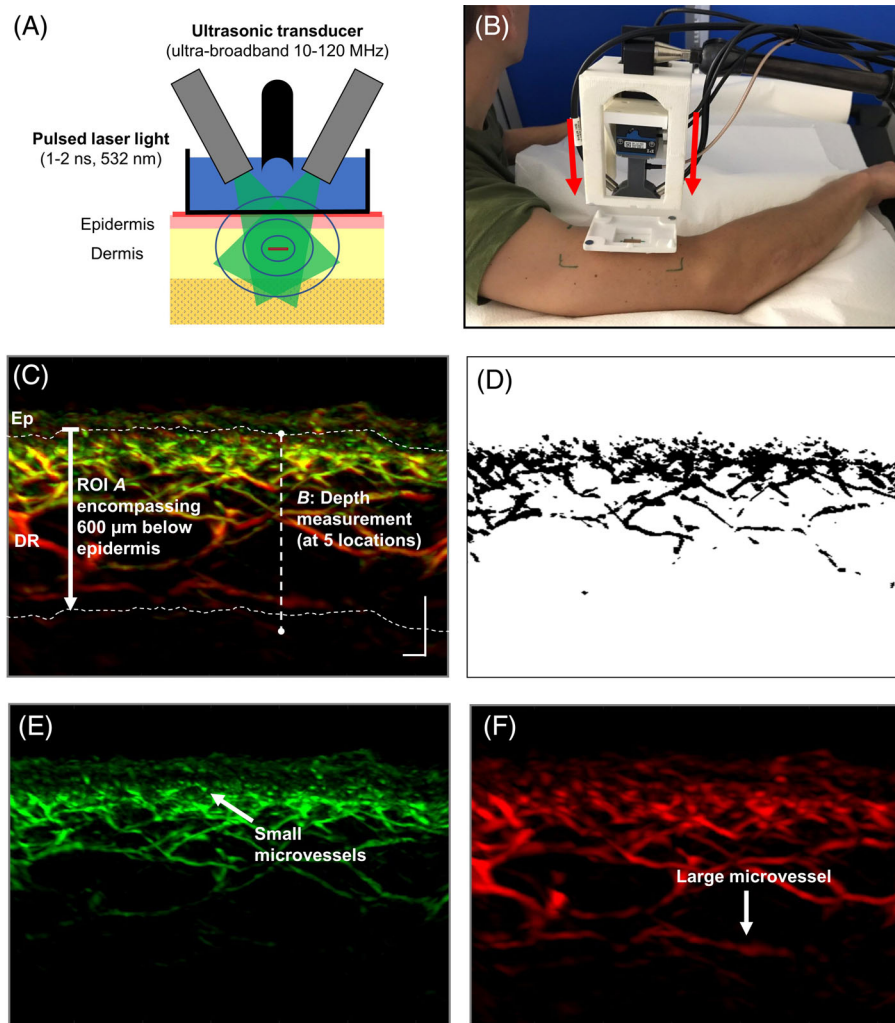 (A)
Ultrasonic transducer
(ultra-broadband 10-120 MHz)
Pulsed laser light
(1-2 ns, 532 nm)
Epidermis
Dermis
(B)
(C)
Ep
ROI A
encompassing
600 µm below
epidermis
DR
B: Depth
measurement
(at 5 locations)
(D)
(E)
Small
microvessels
(F)
Large microvessel